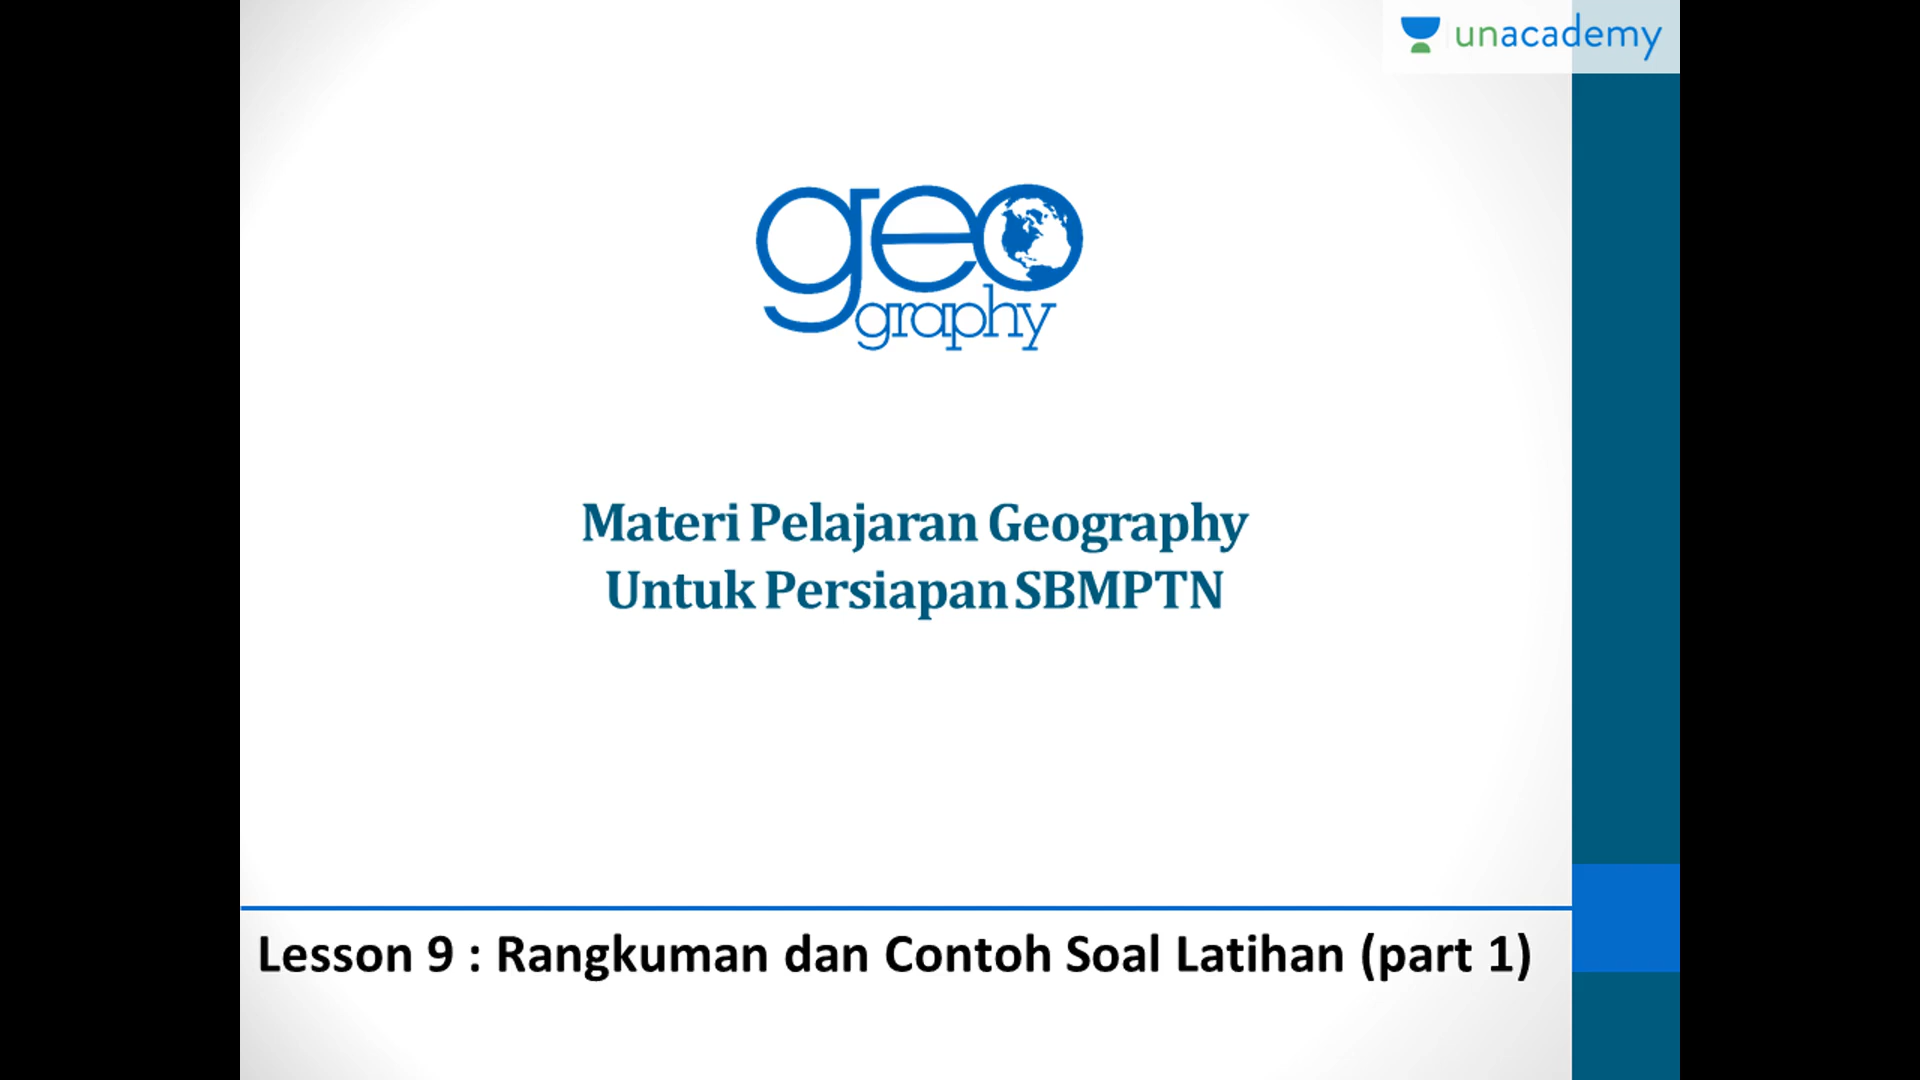 unacademy
geo
graphy
Materi Pelajaran Geography
Untuk Persiapan SBMPTN
Lesson 9 : Rangkuman dan Contoh Soal Latihan (part 1)